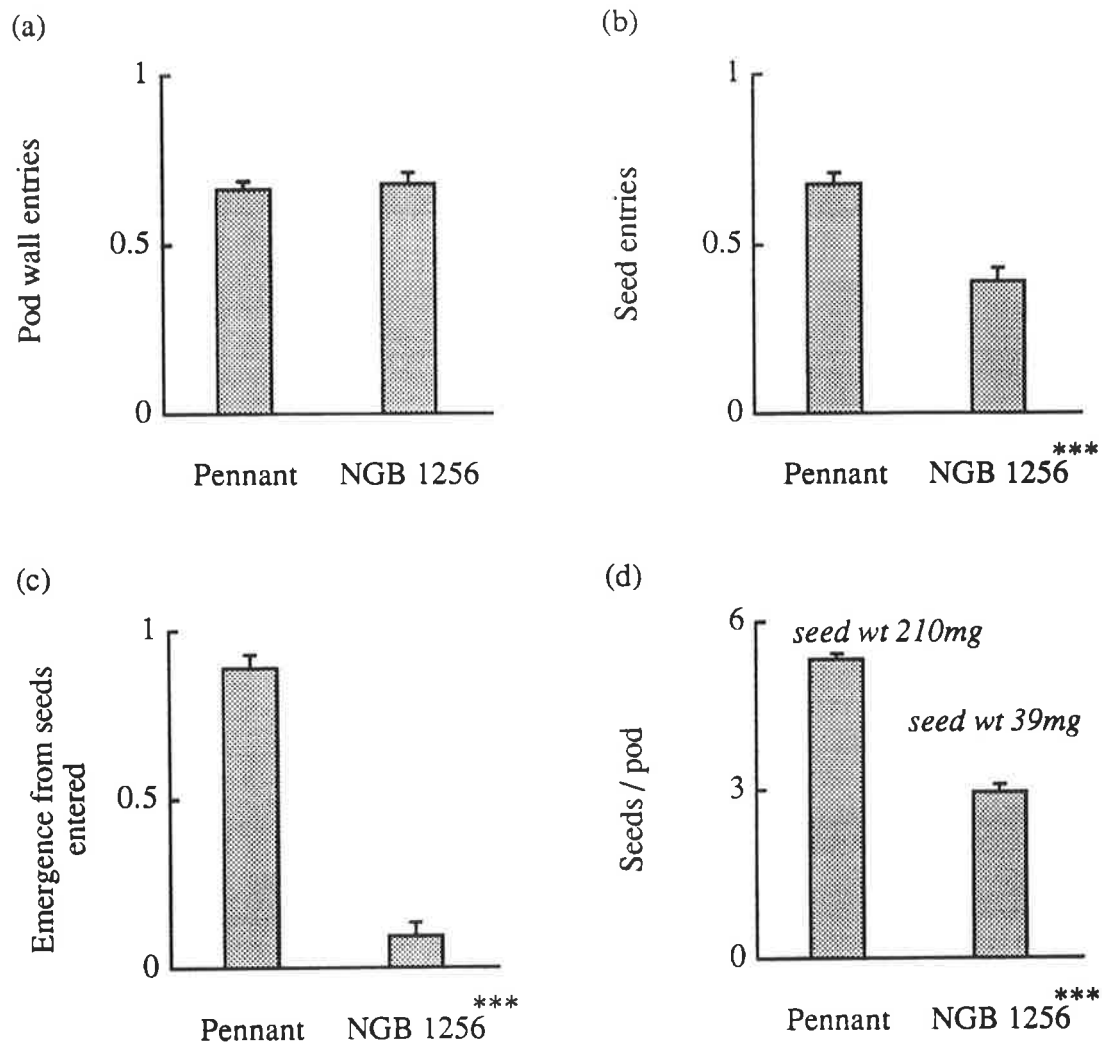 (a)
Pod wall entries
1
0.5
0
Pennant NGB 1256
(b)
Seed entries
1
0.5
0
Pennant NGB 1256***
(c)
Emergence from seeds
entered
1
0.5
0
Pennant NGB 1256***
(d)
Seeds / pod
6
3
0
seed wt 210mg
seed wt 39mg
Pennant NGB 1256***